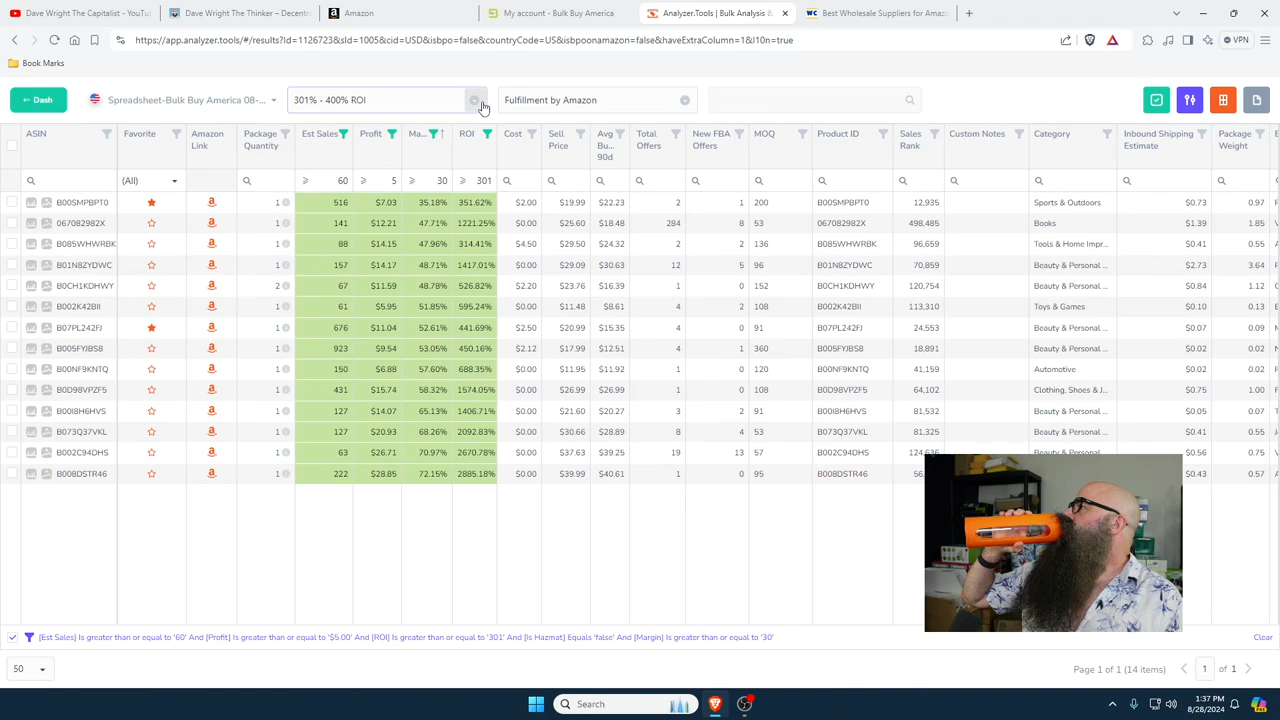 Dave Wright The Capitalist - YouT
Dave Wright The Thinker – Decentr
Amazon
My account - Bulk Buy America
Analyzer.Tools | Bulk Analysis &
Best Wholesale Suppliers for Amaz
https://app.analyzer.tools/#/results?Id=1126723&sId=1005&cid=USD&isbpo=false&countryCode=US&isbpoonamazon=false&haveExtraColumn=1&l10n=true
VPN
Book Marks
← Dash
Spreadsheet-Bulk Buy America 08-...
301% - 400% ROI
Fulfillment by Amazon
ASIN Favorite Amazon Link Package Quantity Est Sales Profit Ma... ROI Cost Sell Price Avg Bu... 90d Total Offers New FBA Offers MOQ Product ID Sales Rank Custom Notes Category Inbound Shipping Estimate Package Weight E
(All) ≥ 60 ≥ 5 ≥ 30 ≥ 301
B00SMPBPT0 1 516 $7.03 35.18% 351.62% $2.00 $19.99 $22.23 2 1 200 B00SMPBPT0 12,935 Sports & Outdoors $0.73 0.97
067082982X 1 141 $12.21 47.71% 1221.25% $0.00 $25.60 $18.48 284 8 53 067082982X 498,485 Books $1.39 1.85
B085WHWRBK 1 88 $14.15 47.96% 314.41% $4.50 $29.50 $24.32 2 2 136 B085WHWRBK 96,659 Tools & Home Impr... $0.41 0.55
B01N8ZYDWC 1 157 $14.17 48.71% 1417.01% $0.00 $29.09 $30.63 12 5 96 B01N8ZYDWC 70,859 Beauty & Personal ... $2.73 3.64
B0CH1KDHWY 2 67 $11.59 48.78% 526.82% $2.20 $23.76 $16.39 1 0 152 B0CH1KDHWY 120,754 Beauty & Personal ... $0.84 1.12
B002K42BII 1 61 $5.95 51.85% 595.24% $0.00 $11.48 $8.61 4 2 108 B002K42BII 113,310 Toys & Games $0.10 0.13
B07PL242FJ 1 676 $11.04 52.61% 441.69% $2.50 $20.99 $15.35 4 0 91 B07PL242FJ 24,553 Beauty & Personal ... $0.07 0.09
B005FYJBS8 1 923 $9.54 53.05% 450.16% $2.12 $17.99 $12.51 4 1 360 B005FYJBS8 18,891 Beauty & Personal ... $0.02 0.02
B00NF9KNTQ 1 150 $6.88 57.60% 688.35% $0.00 $11.95 $11.92 1 0 120 B00NF9KNTQ 41,159 Automotive $0.02 0.02
B0D98VPZF5 1 431 $15.74 58.32% 1574.05% $0.00 $26.99 $26.99 1 0 108 B0D98VPZF5 64,102 Clothing, Shoes & J... $0.75 1.00
B00I8H6HVS 1 127 $14.07 65.13% 1406.71% $0.00 $21.60 $20.27 3 2 91 B00I8H6HVS 81,532 Beauty & Personal ... $0.05 0.07
B073Q37VKL 1 127 $20.93 68.26% 2092.83% $0.00 $30.66 $28.89 8 4 53 B073Q37VKL 81,325 Beauty & Personal ... $0.41 0.55
B002C94DHS 1 63 $26.71 70.97% 2670.78% $0.00 $37.63 $39.25 19 13 57 B002C94DHS 124,636 Beauty & Personal ... $0.56 0.75
B008DSTR46 1 222 $28.85 72.15% 2885.18% $0.00 $39.99 $40.61 1 0 95 B008DSTR46 $0.43 0.57
[Est Sales] Is greater than or equal to '60' And [Profit] Is greater than or equal to '$5.00' And [ROI] Is greater than or equal to '301' And [Is Hazmat] Equals 'false' And [Margin] Is greater than or equal to '30'
Clear
50
Page 1 of 1 (14 items) 1 of 1
Search
1:37 PM
8/28/2024